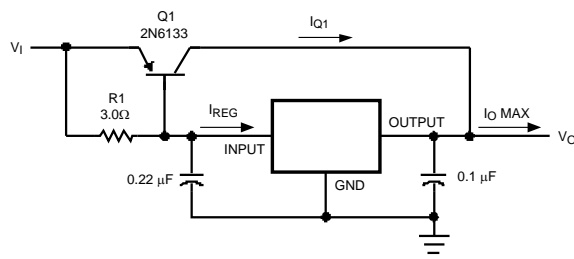 Q1
2N6133
IQ1
VI
R1
3.0Ω
IREG
OUTPUT
IO MAX
INPUT
VO
GND
0.22 µF
0.1 µF